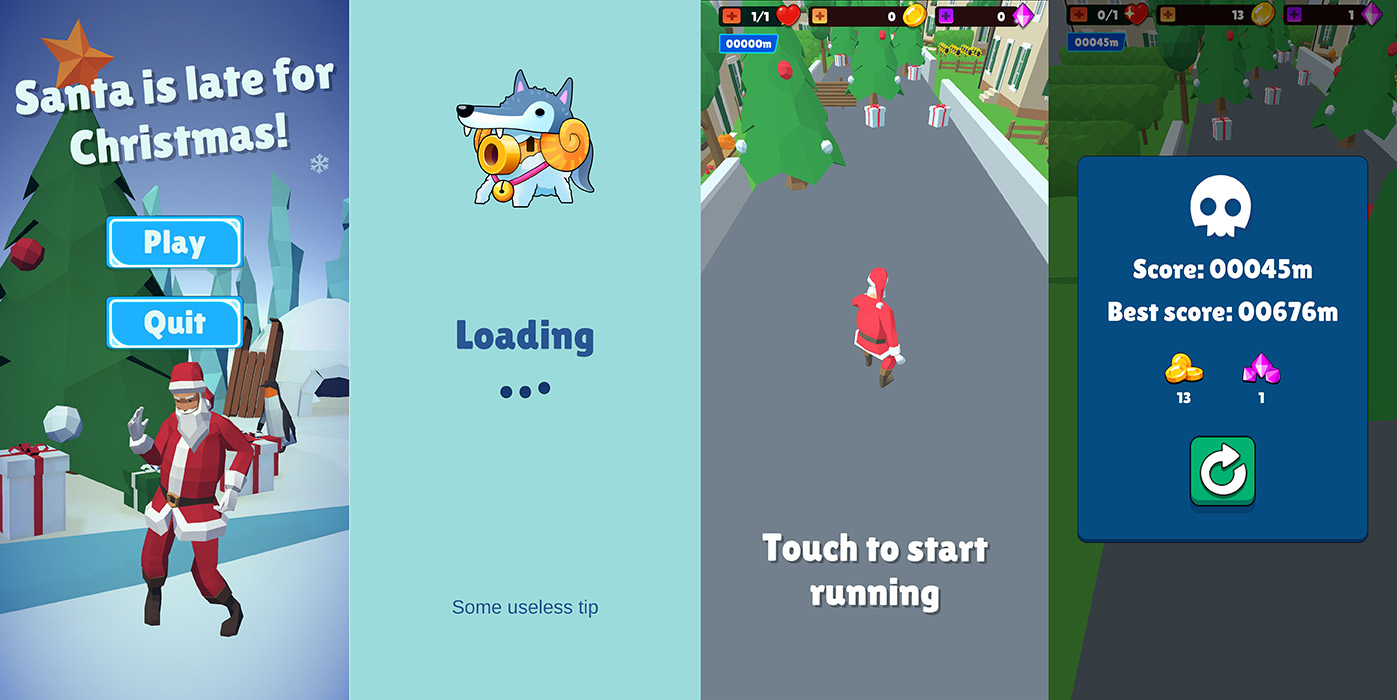 Santa is late for
Christmas!
Play
Quit
Loading
Some useless tip
1/1
0
0
00000m
Touch to start
running
0/1
13
1
00045m
Score: 00045m
Best score: 00676m
13
1